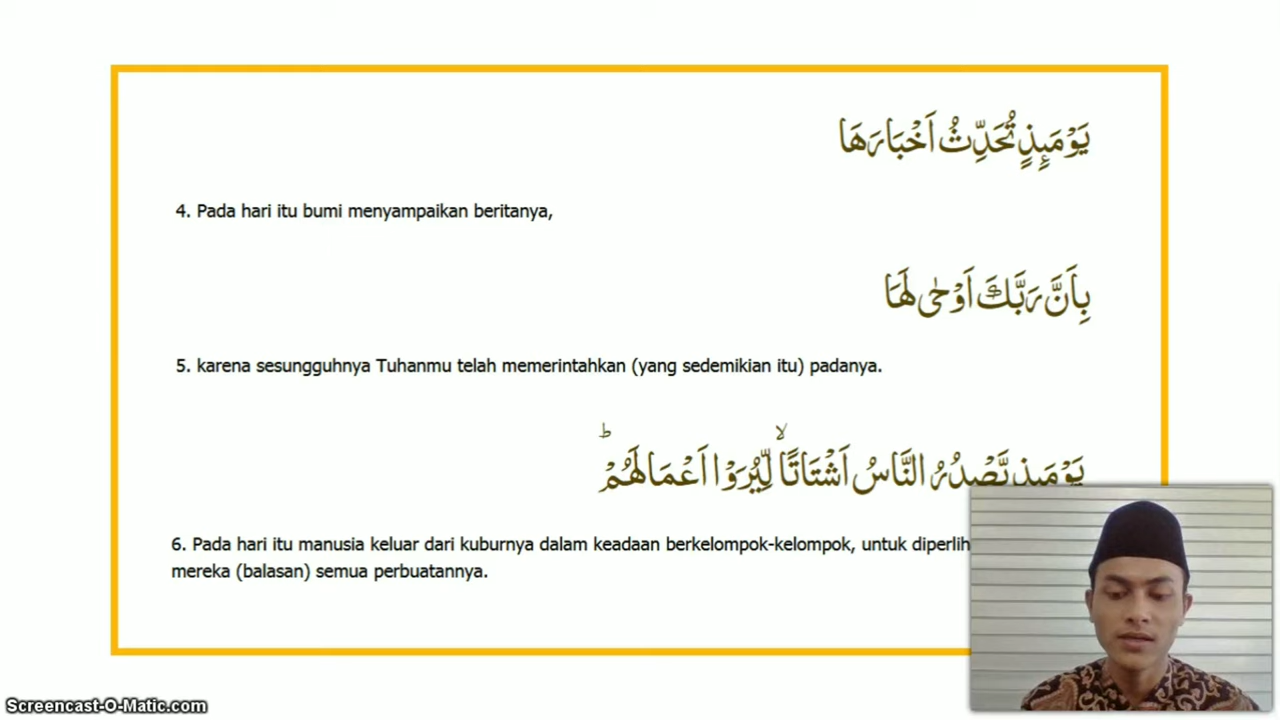 يَوْمَىِٕذٍ تُحَدِّثُ اَخْبَارَهَا
4. Pada hari itu bumi menyampaikan beritanya,
بِاَنَّ رَبَّكَ اَوْحٰى لَهَا
5. karena sesungguhnya Tuhanmu telah memerintahkan (yang sedemikian itu) padanya.
يَوْمَىِٕذٍ يَّصْدُرُ النَّاسُ اَشْتَاتًا ۙ لِّيُرَوْا اَعْمَالَهُمْ ۗ
6. Pada hari itu manusia keluar dari kuburnya dalam keadaan berkelompok-kelompok, untuk
mereka (balasan) semua perbuatannya.
Screencast-O-Matic.com